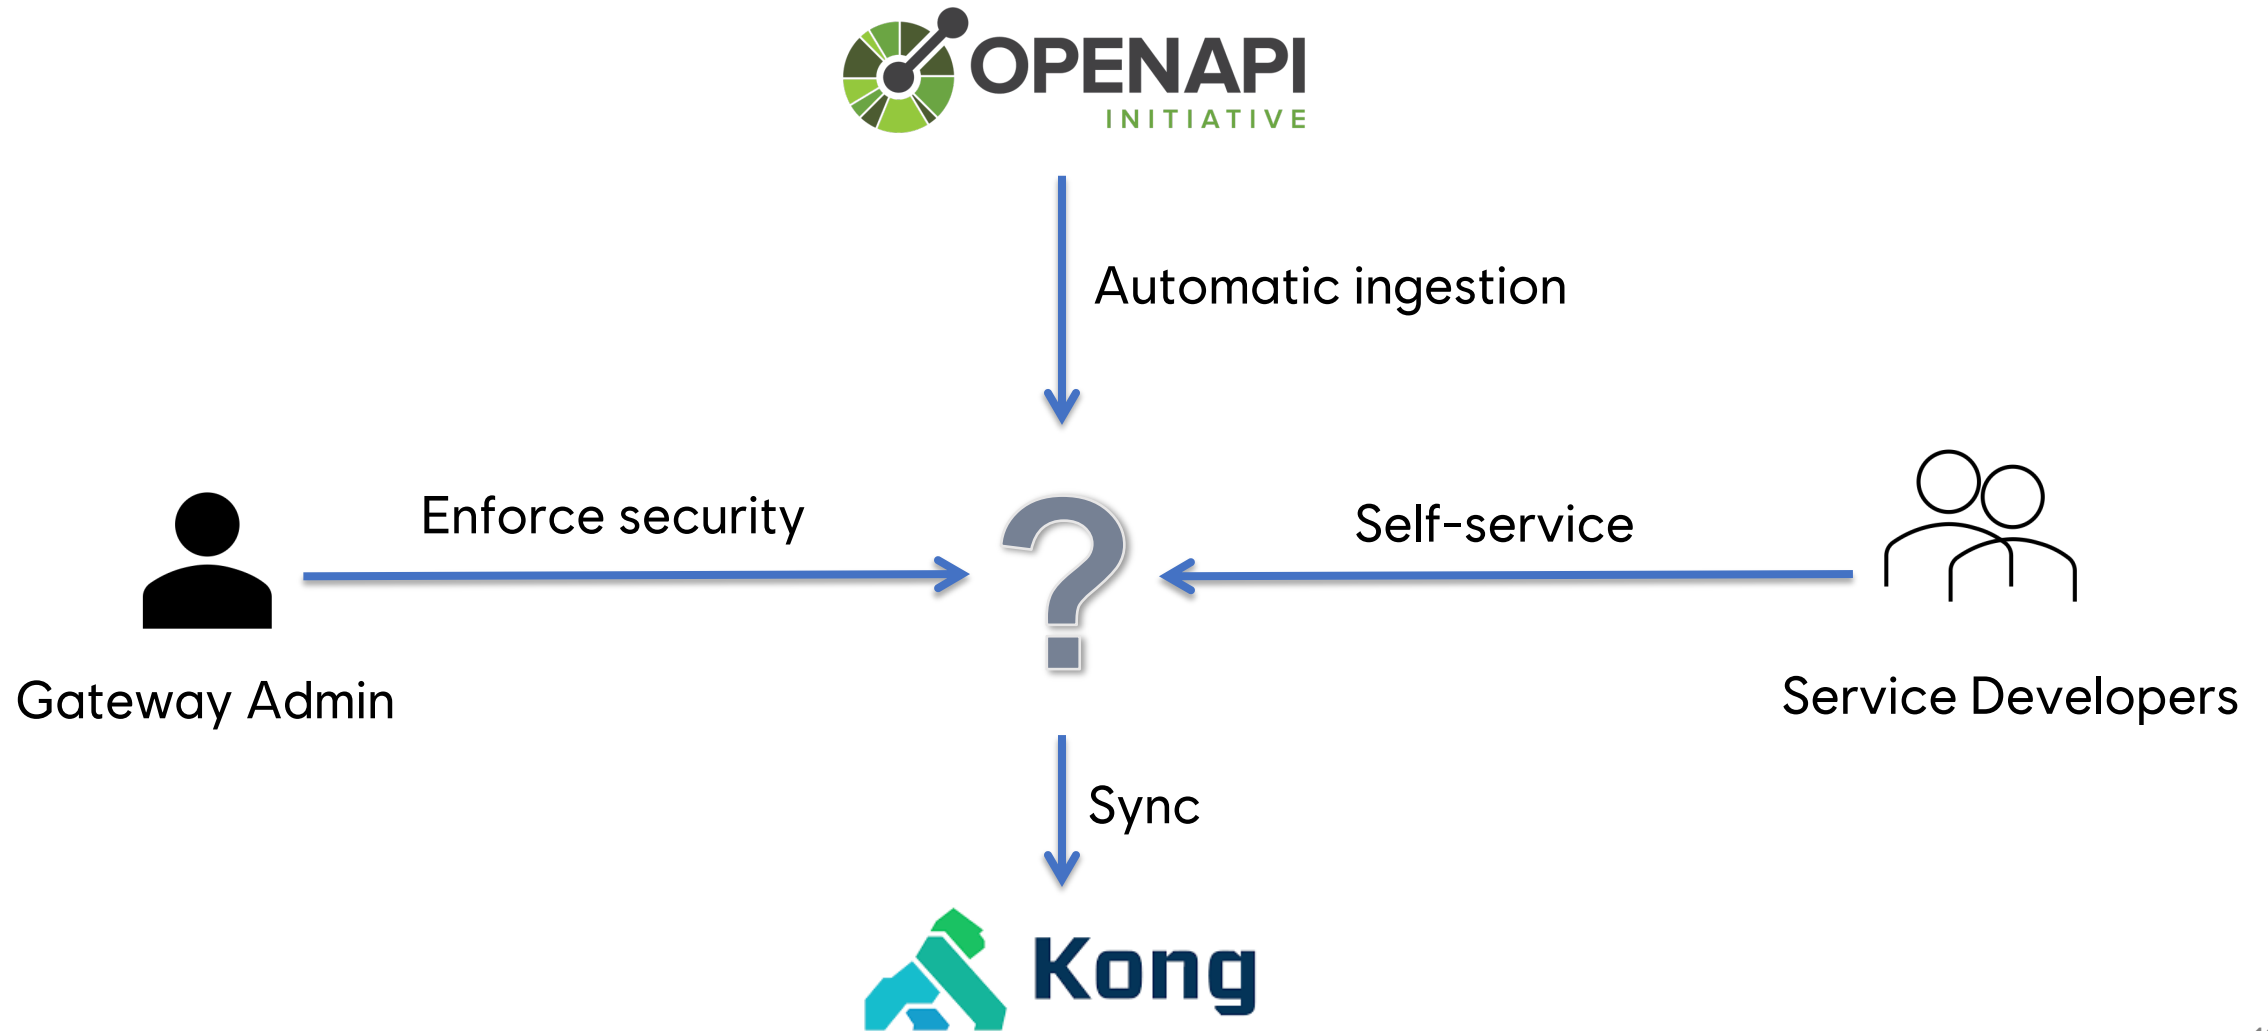 OPENAPI
INITIATIVE
Automatic ingestion
Enforce security
?
Self-service
Gateway Admin
Service Developers
Sync
Kong